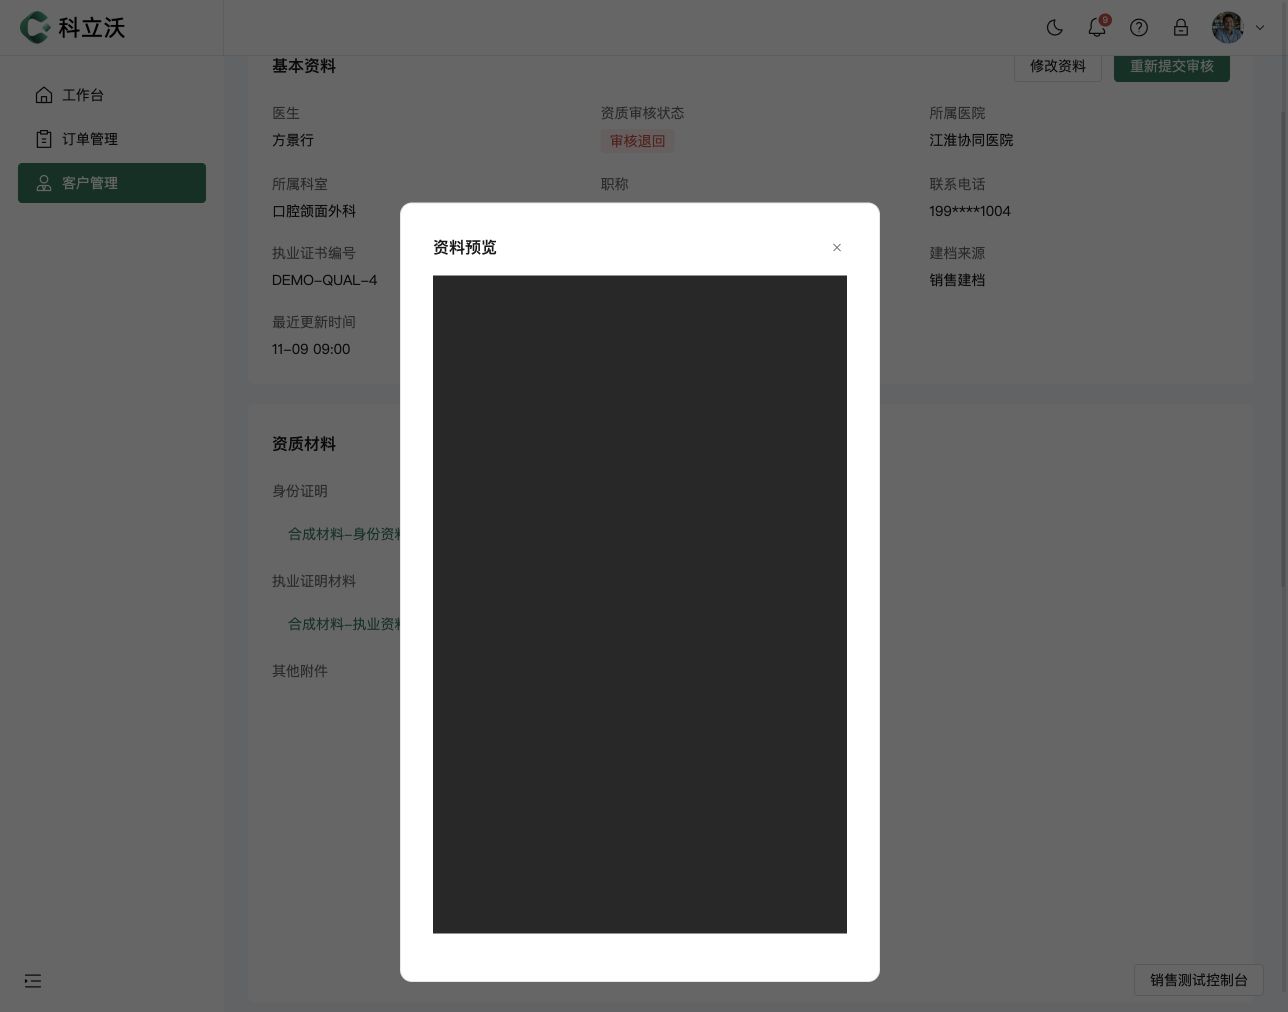 科立沃
9
工作台
订单管理
客户管理
基本资料
修改资料
重新提交审核
医生
资质审核状态
所属医院
方景行
审核退回
江淮协同医院
所属科室
职称
联系电话
口腔颌面外科
199****1004
资料预览
执业证书编号
建档来源
DEMO-QUAL-4
销售建档
最近更新时间
11-09 09:00
资质材料
身份证明
合成材料-身份资料
执业证明材料
合成材料-执业资料
其他附件
销售测试控制台